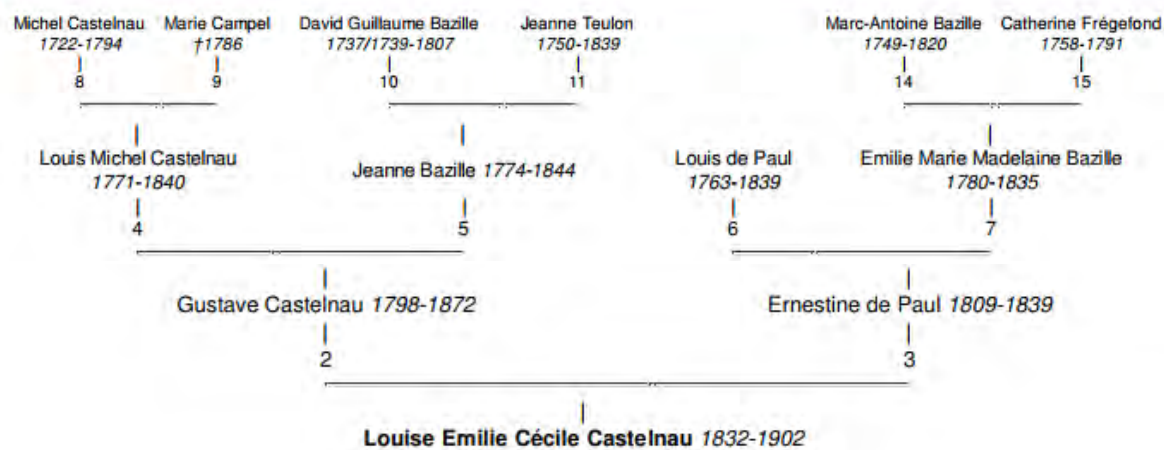 Michel Castelnau Marie Campel David Guillaume Bazille Jeanne Teulon Marc-Antoine Bazille Catherine Frégefond
1722-1794 †1786 1737/1739-1807 1750-1839 1749-1820 1758-1791
8 9 10 11 14 15
Louis Michel Castelnau Jeanne Bazille 1774-1844 Louis de Paul Emilie Marie Madelaine Bazille
1771-1840 1763-1839 1780-1835
4 5 6 7
Gustave Castelnau 1798-1872 Ernestine de Paul 1809-1839
2 3
Louise Emilie Cécile Castelnau 1832-1902